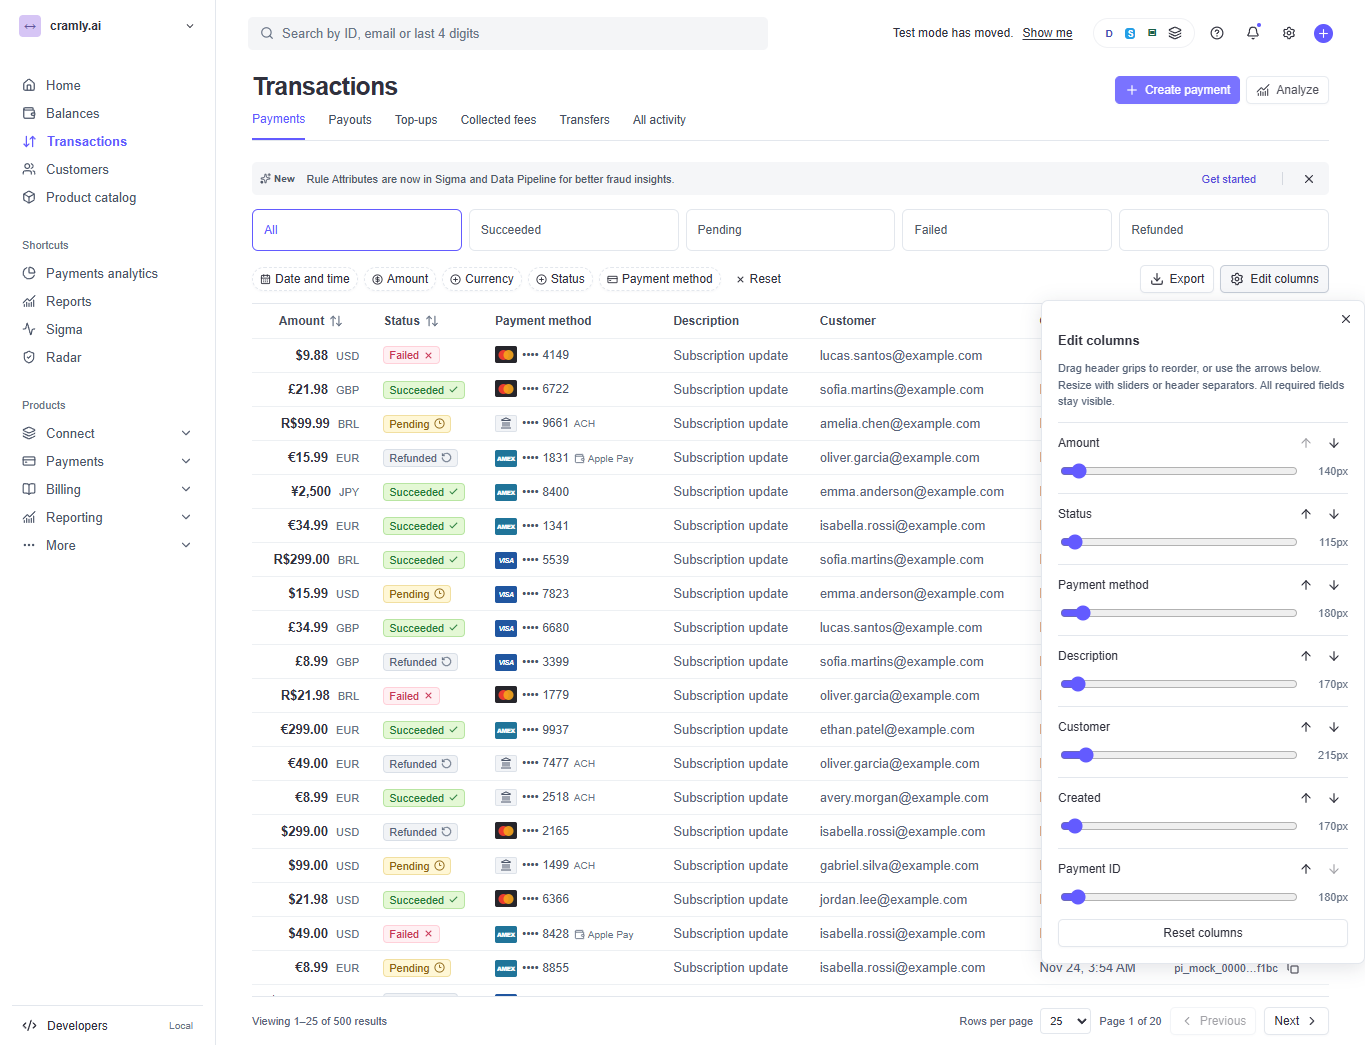 cramly.ai
Search by ID, email or last 4 digits
Test mode has moved. Show me
D S
Home
Balances
Transactions
Customers
Product catalog
Shortcuts
Payments analytics
Reports
Sigma
Radar
Products
Connect
Payments
Billing
Reporting
More
Developers Local
Transactions
Create payment Analyze
Payments Payouts Top-ups Collected fees Transfers All activity
New Rule Attributes are now in Sigma and Data Pipeline for better fraud insights. Get started
All Succeeded Pending Failed Refunded
Date and time Amount Currency Status Payment method Reset Export Edit columns
Amount Status Payment method Description Customer
$9.88 USD Failed •••• 4149 Subscription update lucas.santos@example.com
£21.98 GBP Succeeded •••• 6722 Subscription update sofia.martins@example.com
R$99.99 BRL Pending •••• 9661 ACH Subscription update amelia.chen@example.com
€15.99 EUR Refunded AMEX •••• 1831 Apple Pay Subscription update oliver.garcia@example.com
¥2,500 JPY Succeeded AMEX •••• 8400 Subscription update emma.anderson@example.com
€34.99 EUR Succeeded AMEX •••• 1341 Subscription update isabella.rossi@example.com
R$299.00 BRL Succeeded VISA •••• 5539 Subscription update sofia.martins@example.com
$15.99 USD Pending VISA •••• 7823 Subscription update emma.anderson@example.com
£34.99 GBP Succeeded VISA •••• 6680 Subscription update lucas.santos@example.com
£8.99 GBP Refunded VISA •••• 3399 Subscription update sofia.martins@example.com
R$21.98 BRL Failed •••• 1779 Subscription update oliver.garcia@example.com
€299.00 EUR Succeeded AMEX •••• 9937 Subscription update ethan.patel@example.com
€49.00 EUR Refunded •••• 7477 ACH Subscription update oliver.garcia@example.com
€8.99 EUR Succeeded •••• 2518 ACH Subscription update avery.morgan@example.com
$299.00 USD Refunded •••• 2165 Subscription update isabella.rossi@example.com
$99.00 USD Pending •••• 1499 ACH Subscription update gabriel.silva@example.com
$21.98 USD Succeeded •••• 6366 Subscription update jordan.lee@example.com
$49.00 USD Failed AMEX •••• 8428 Apple Pay Subscription update isabella.rossi@example.com
€8.99 EUR Pending AMEX •••• 8855 Subscription update isabella.rossi@example.com Nov 24, 3:54 AM pi_mock_0000...f1bc
Edit columns
Drag header grips to reorder, or use the arrows below.
Resize with sliders or header separators. All required fields
stay visible.
Amount
140px
Status
115px
Payment method
180px
Description
170px
Customer
215px
Created
170px
Payment ID
180px
Reset columns
Viewing 1–25 of 500 results Rows per page 25 Page 1 of 20 Previous Next